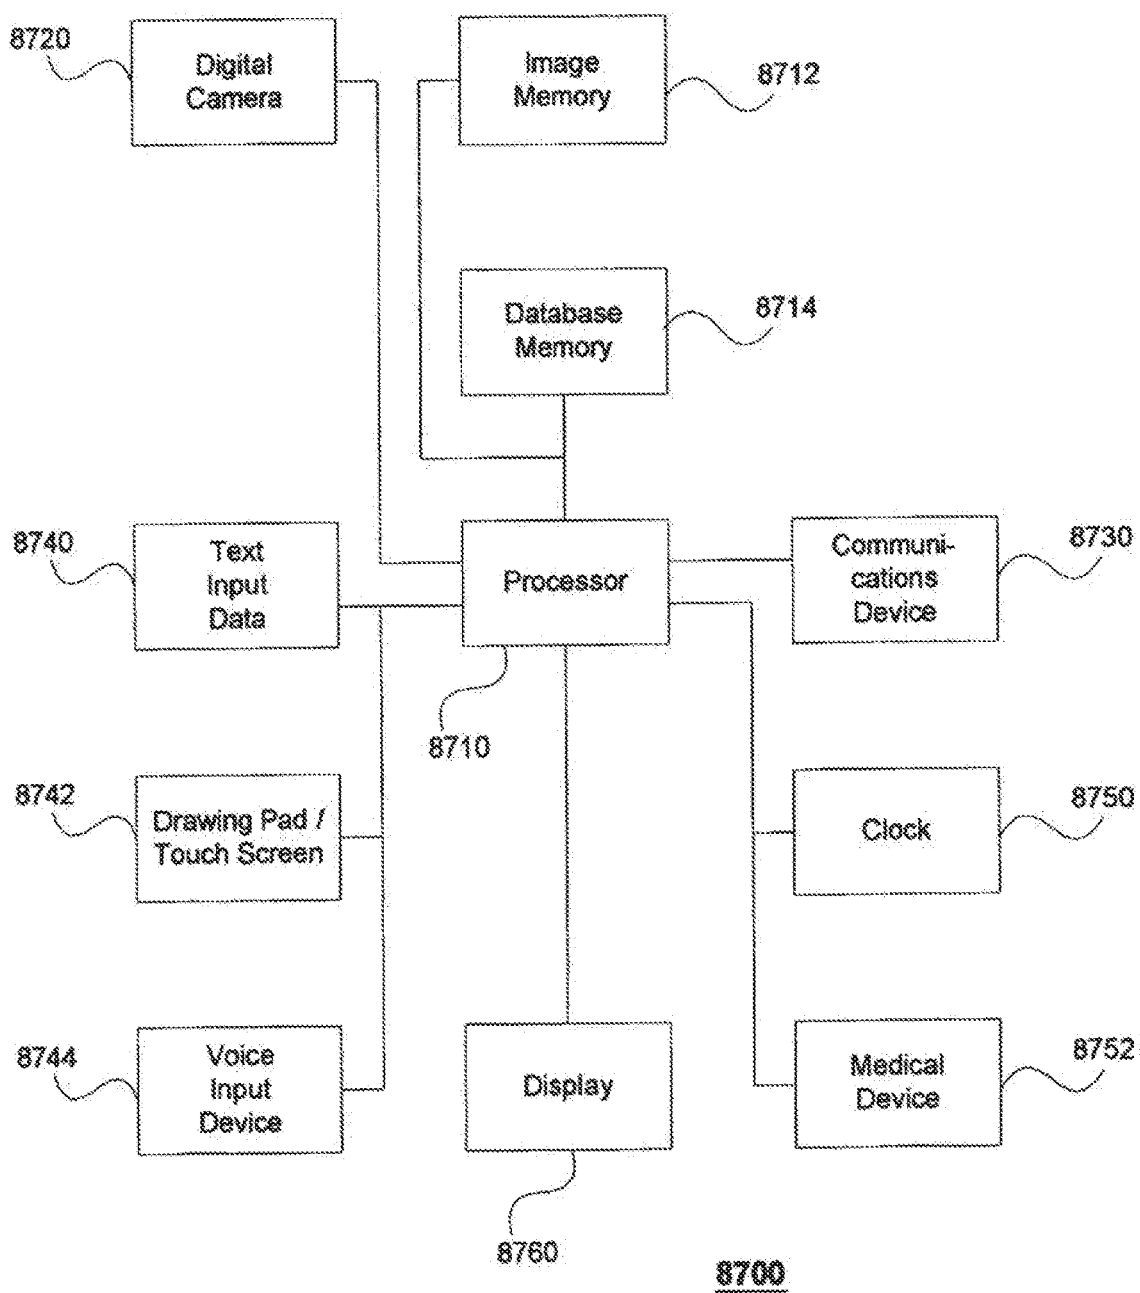 8720
Digital
Camera
Image
Memory
8712
Database
Memory
8714
8740
Text
Input
Data
Processor
8710
Communi-
cations
Device
8730
8742
Drawing Pad /
Touch Screen
Clock
8750
8744
Voice
Input
Device
Display
8760
Medical
Device
8752
8700